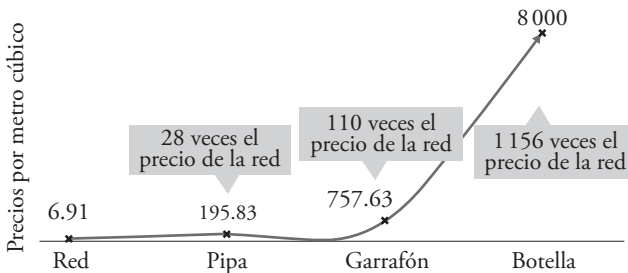 Precios por metro cúbico
8 000
28 veces el
precio de la red
110 veces el
precio de la red
1 156 veces el
precio de la red
6.91
195.83
757.63
Red
Pipa
Garrafón
Botella